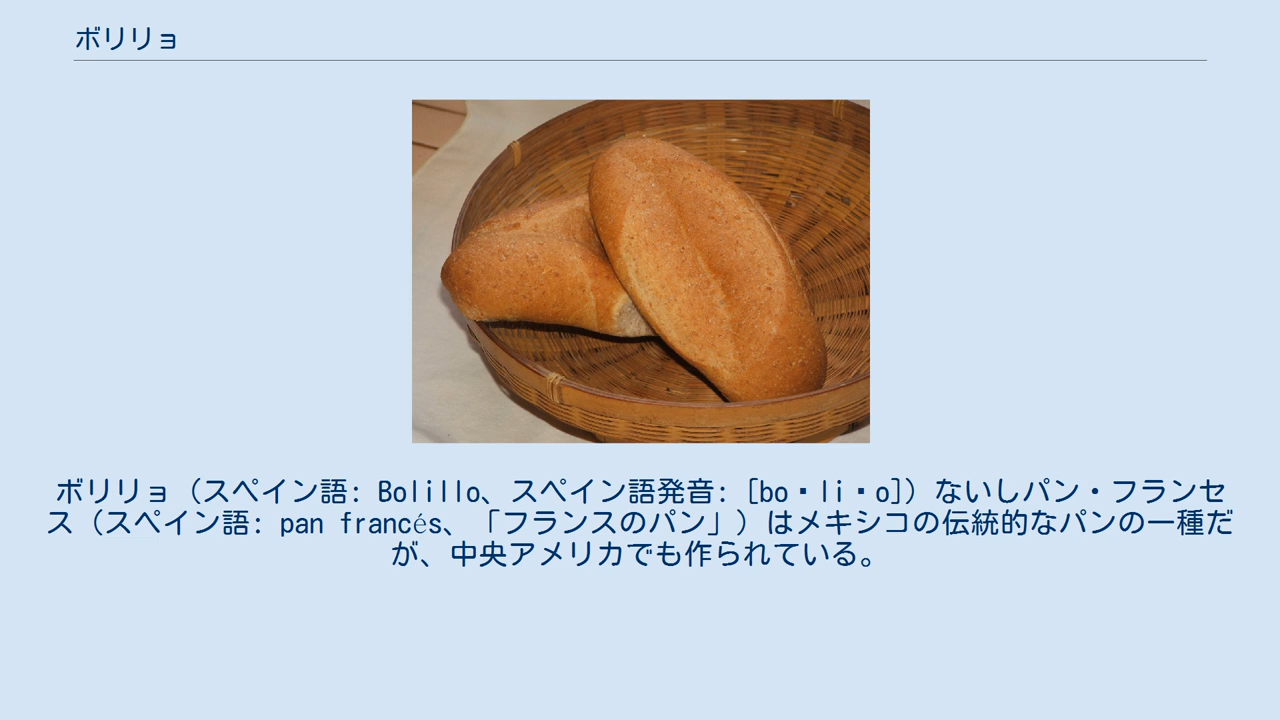 ボリリョ
ボリリョ（スペイン語: Bolillo、スペイン語発音: [bo▪li▪o]）ないしパン・フランセ
ス（スペイン語: pan francés、「フランスのパン」）はメキシコの伝統的なパンの一種だ
が、中央アメリカでも作られている。